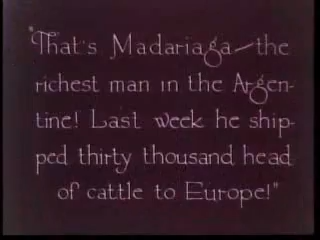 "That's Madariaga—the
richest man in the Argen-
tine! Last week he ship-
ped thirty thousand head
of cattle to Europe!"